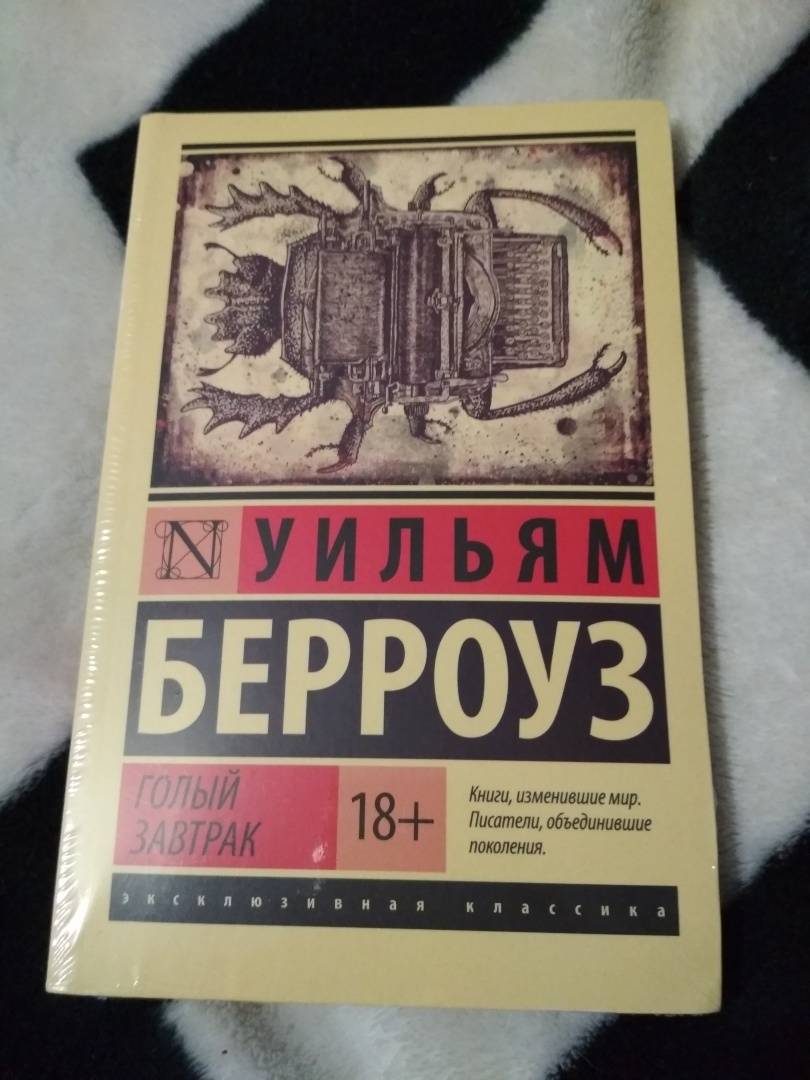 N УИЛЬЯМ
БЕРРОУЗ
ГОЛЫЙ
ЗАВТРАК
18+
Книги, изменившие мир.
Писатели, объединившие
поколения.
эксклюзивная классика